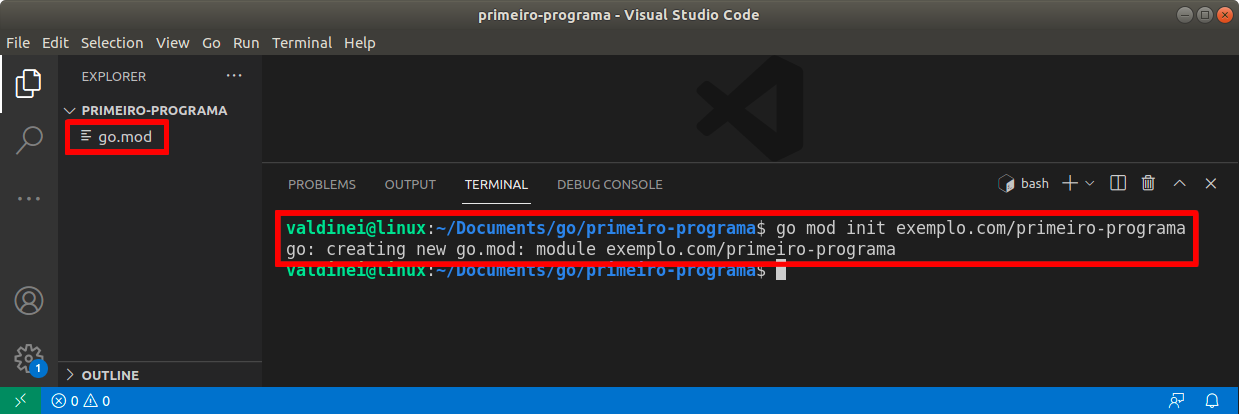 primeiro-programa - Visual Studio Code
File Edit Selection View Go Run Terminal Help
EXPLORER ···
PRIMEIRO-PROGRAMA
go.mod
PROBLEMS OUTPUT TERMINAL DEBUG CONSOLE bash
valdinei@linux:~/Documents/go/primeiro-programa$ go mod init exemplo.com/primeiro-programa
go: creating new go.mod: module exemplo.com/primeiro-programa
valdinei@linux:~/Documents/go/primeiro-programa$
1
OUTLINE
0 0